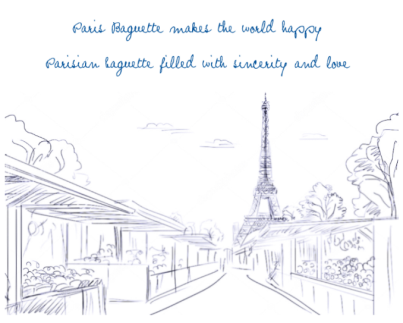 Paris Baguette makes the world happy
Parisian baguette filled with sincerity and love